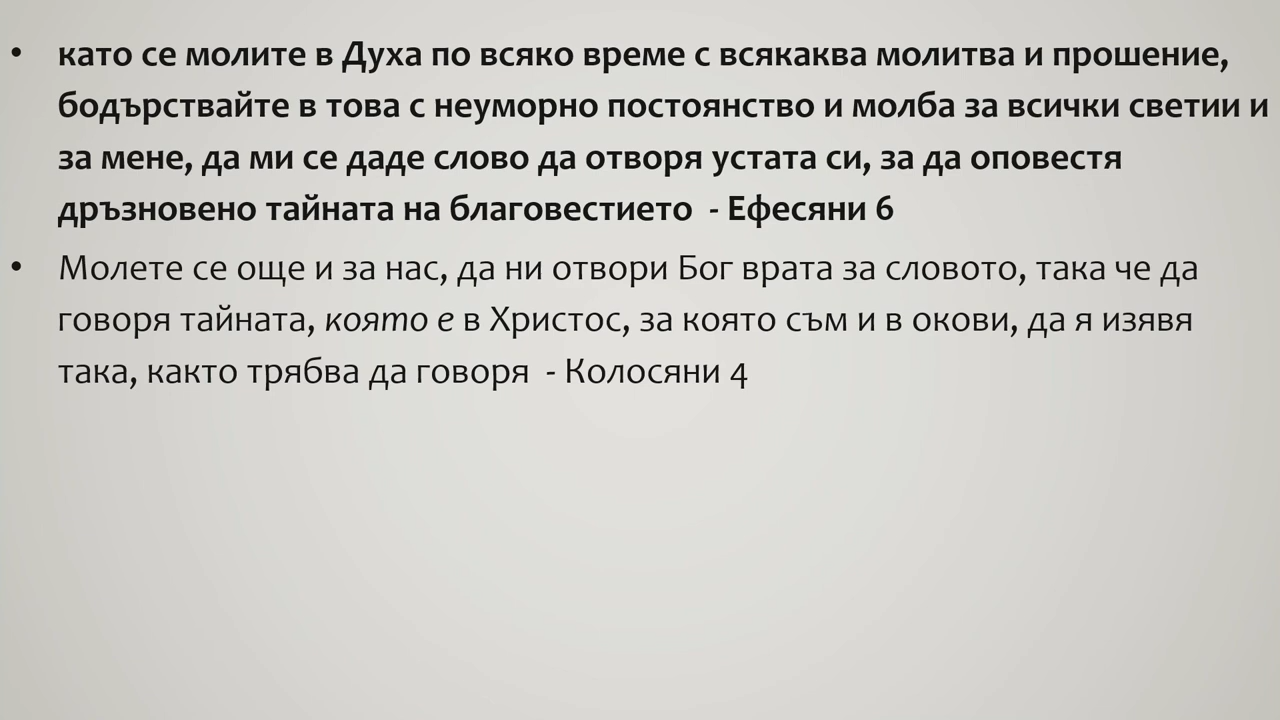 • като се молите в Духа по всяко време с всякаква молитва и прошение,
бодърствайте в това с неуморно постоянство и молба за всички светии и
за мене, да ми се даде слово да отворя устата си, за да оповестя
дръзновено тайната на благовестието  - Ефесяни 6
• Молете се още и за нас, да ни отвори Бог врата за словото, така че да
говоря тайната, която е в Христос, за която съм и в окови, да я изявя
така, както трябва да говоря  - Колосяни 4